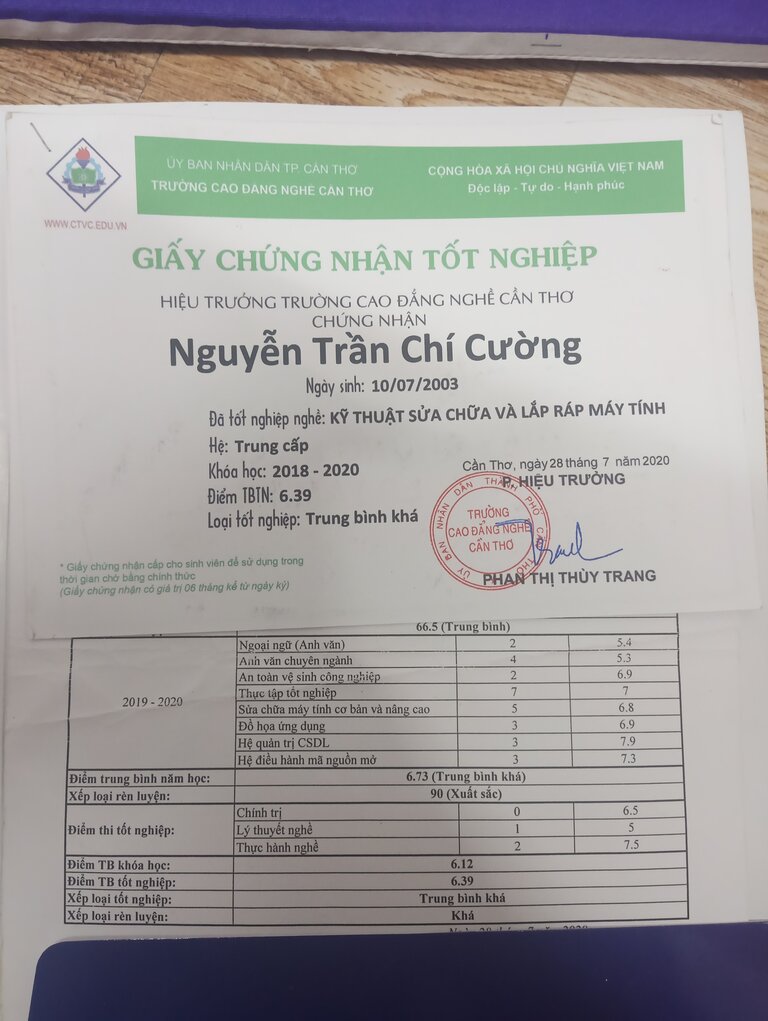 ỦY BAN NHÂN DÂN TP. CẦN THƠ
TRƯỜNG CAO ĐẲNG NGHỀ CẦN THƠ
CỘNG HÒA XÃ HỘI CHỦ NGHĨA VIỆT NAM
Độc lập - Tự do - Hạnh phúc
WWW.CTVC.EDU.VN
GIẤY CHỨNG NHẬN TỐT NGHIỆP
HIỆU TRƯỞNG TRƯỜNG CAO ĐẲNG NGHỀ CẦN THƠ
CHỨNG NHẬN
Nguyễn Trần Chí Cường
Ngày sinh: 10/07/2003
Đã tốt nghiệp nghề: KỸ THUẬT SỬA CHỮA VÀ LẮP RÁP MÁY TÍNH
Hệ: Trung cấp
Khóa học: 2018 - 2020
Điểm TBTN: 6.39
Loại tốt nghiệp: Trung bình khá
Cần Thơ, ngày 28 tháng 7 năm 2020
P. HIỆU TRƯỞNG
ỦY BAN NHÂN DÂN THÀNH PHỐ CẦN THƠ
TRƯỜNG
CAO ĐẲNG NGHỀ
CẦN THƠ
PHAN THỊ THÙY TRANG
* Giấy chứng nhận cấp cho sinh viên để sử dụng trong
thời gian chờ bằng chính thức
(Giấy chứng nhận có giá trị 06 tháng kể từ ngày ký)
66.5 (Trung bình)
2019 - 2020
Ngoại ngữ (Anh văn) 2 5.4
Anh văn chuyên ngành 4 5.3
An toàn vệ sinh công nghiệp 2 6.9
Thực tập tốt nghiệp 7 7
Sửa chữa máy tính cơ bản và nâng cao 5 6.8
Đồ họa ứng dụng 3 6.9
Hệ quản trị CSDL 3 7.9
Hệ điều hành mã nguồn mở 3 7.3
Điểm trung bình năm học: 6.73 (Trung bình khá)
Xếp loại rèn luyện: 90 (Xuất sắc)
Điểm thi tốt nghiệp:
Chính trị 0 6.5
Lý thuyết nghề 1 5
Thực hành nghề 2 7.5
Điểm TB khóa học: 6.12
Điểm TB tốt nghiệp: 6.39
Xếp loại tốt nghiệp: Trung bình khá
Xếp loại rèn luyện: Khá